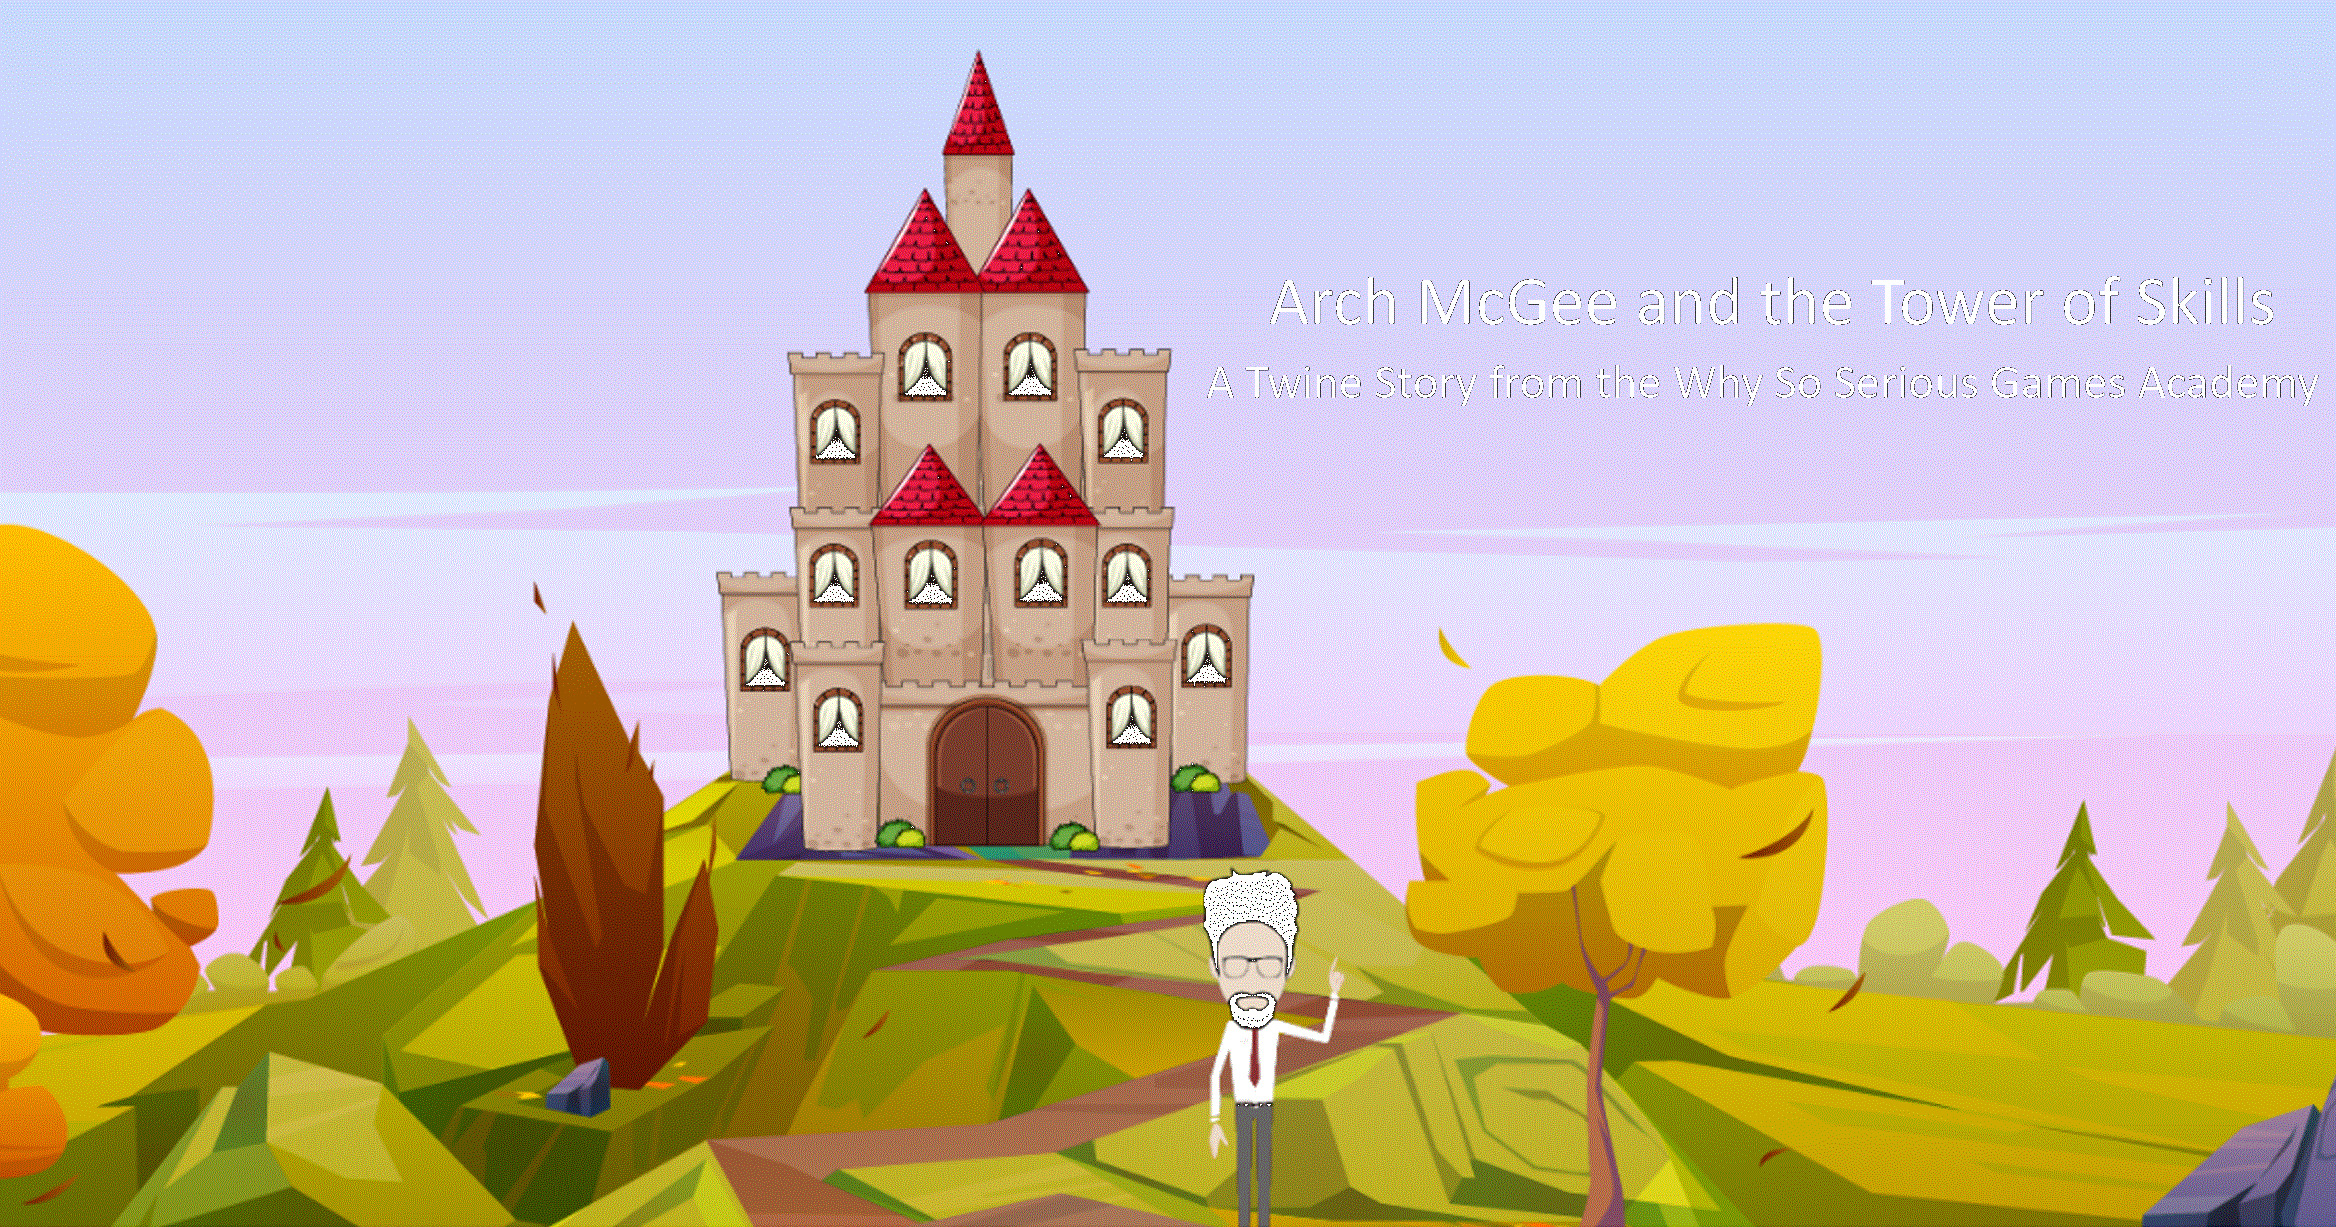 Arch McGee and the Tower of Skills
A Twine Story from the Why So Serious Games Academy